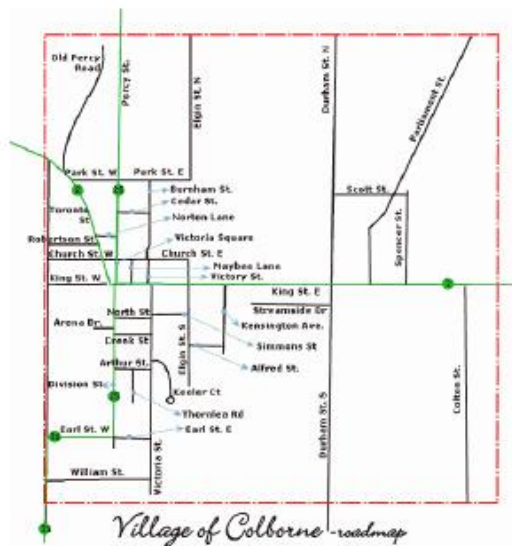 Old Percy
Road
Percy St.
Elgin St. N
Durham St. N
Parliament St.
Park St. W
Park St. E
2
25
Burnham St.
Cedar St.
Scott St.
Toronto
St
Norton Lane
Spencer St.
Robertson St.
Victoria Square
Church St. W
Church St. E
Maybee Lane
King St. W
Victory St.
2
King St. E
North St.
Streamside Dr
Arena Dr.
Kensington Ave.
Creek St
Simmons St
Elgin St. S
Arthur St.
Alfred St.
Division St.
Keeler Ct
Colton St.
25
Thornlea Rd
Earl St. W
Earl St. E
Durham St. S
William St.
Victoria St.
Village of Colborne -roadmap